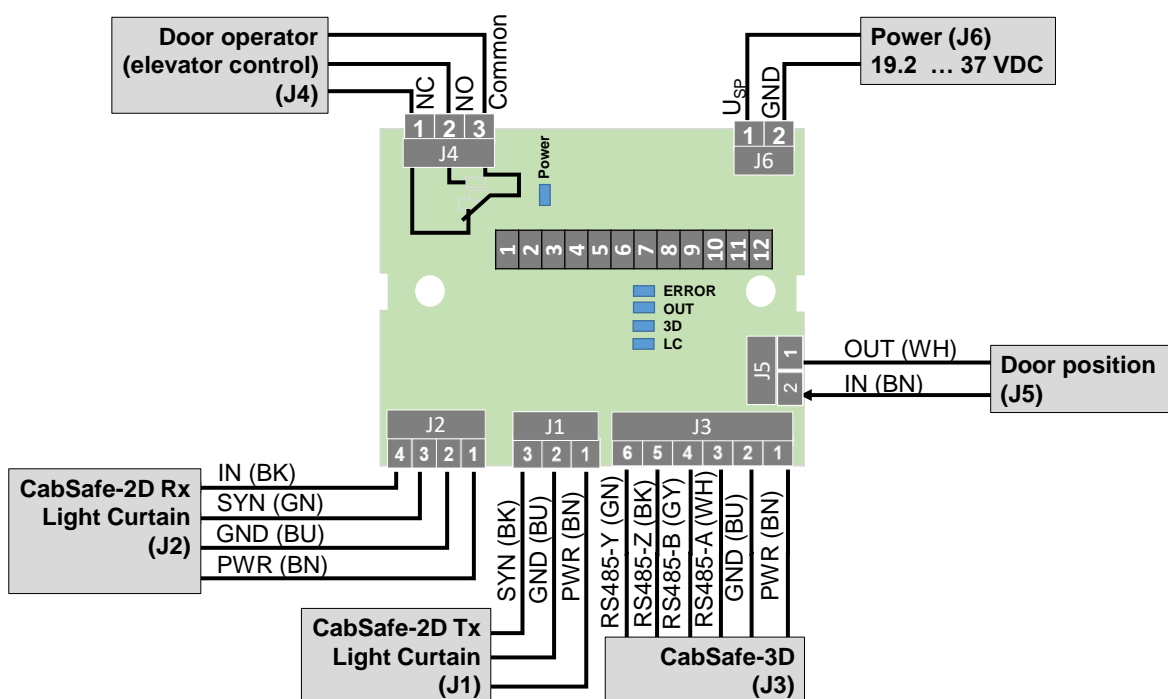 Door operator
(elevator control)
(J4)
NC
NO
Common
1 2 3
J4
Power
Power (J6)
19.2 … 37 VDC
USP
GND
1 2
J6
1 2 3 4 5 6 7 8 9 10 11 12
ERROR
OUT
3D
LC
J5
1
2
OUT (WH)
IN (BN)
Door position
(J5)
J2
4 3 2 1
J1
3 2 1
J3
6 5 4 3 2 1
CabSafe-2D Rx
Light Curtain
(J2)
IN (BK)
SYN (GN)
GND (BU)
PWR (BN)
SYN (BK)
GND (BU)
PWR (BN)
CabSafe-2D Tx
Light Curtain
(J1)
RS485-Y (GN)
RS485-Z (BK)
RS485-B (GY)
RS485-A (WH)
GND (BU)
PWR (BN)
CabSafe-3D
(J3)